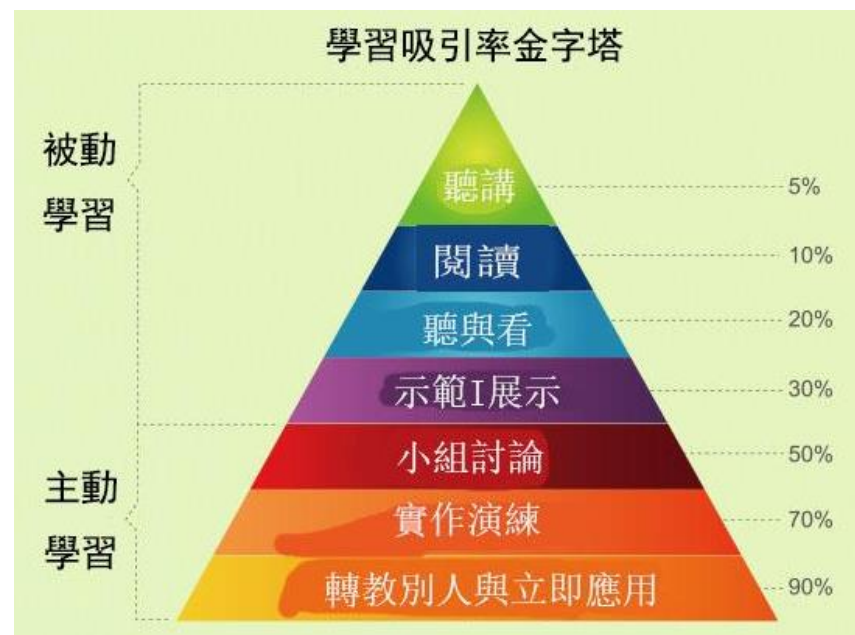 學習吸引率金字塔
被動
學習
聽講
5%
閱讀
10%
聽與看
20%
示範I展示
30%
主動
學習
小組討論
50%
實作演練
70%
轉教別人與立即應用
90%